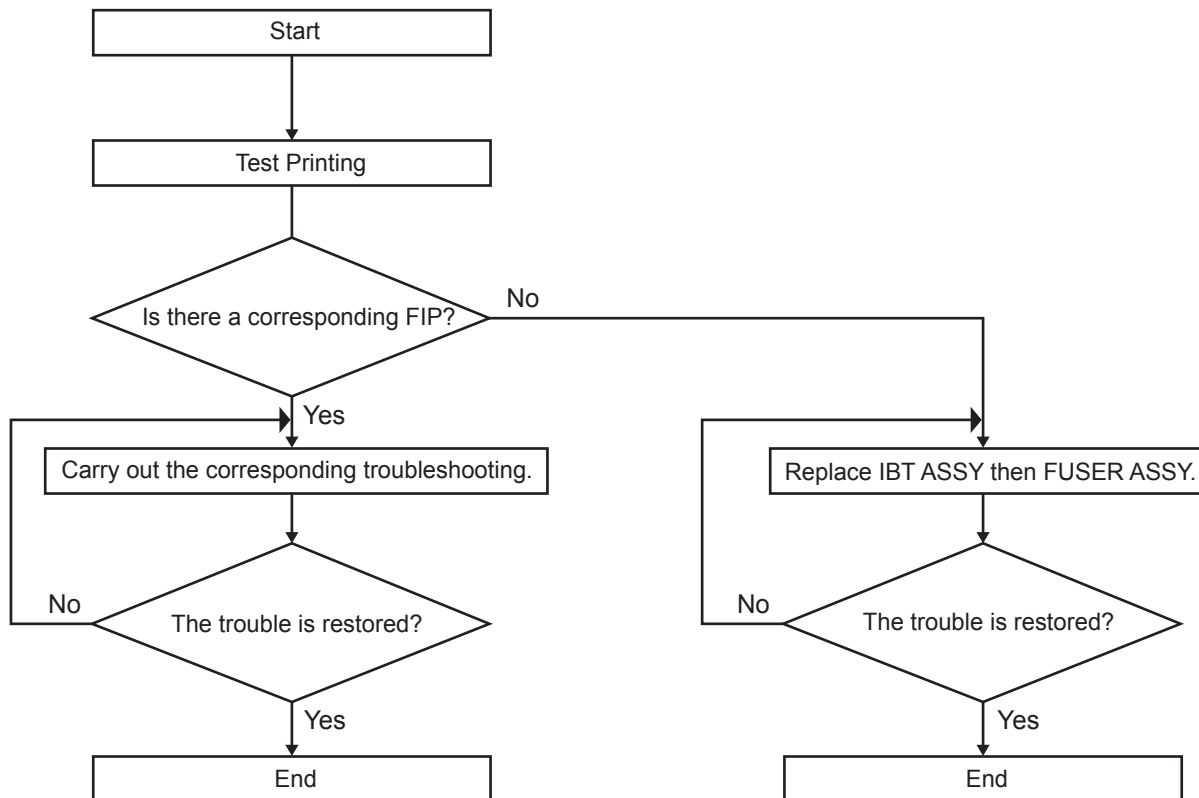 Start
Test Printing
Is there a corresponding FIP?
No
Yes
Carry out the corresponding troubleshooting.
Replace IBT ASSY then FUSER ASSY.
No
The trouble is restored?
No
The trouble is restored?
Yes
Yes
End
End